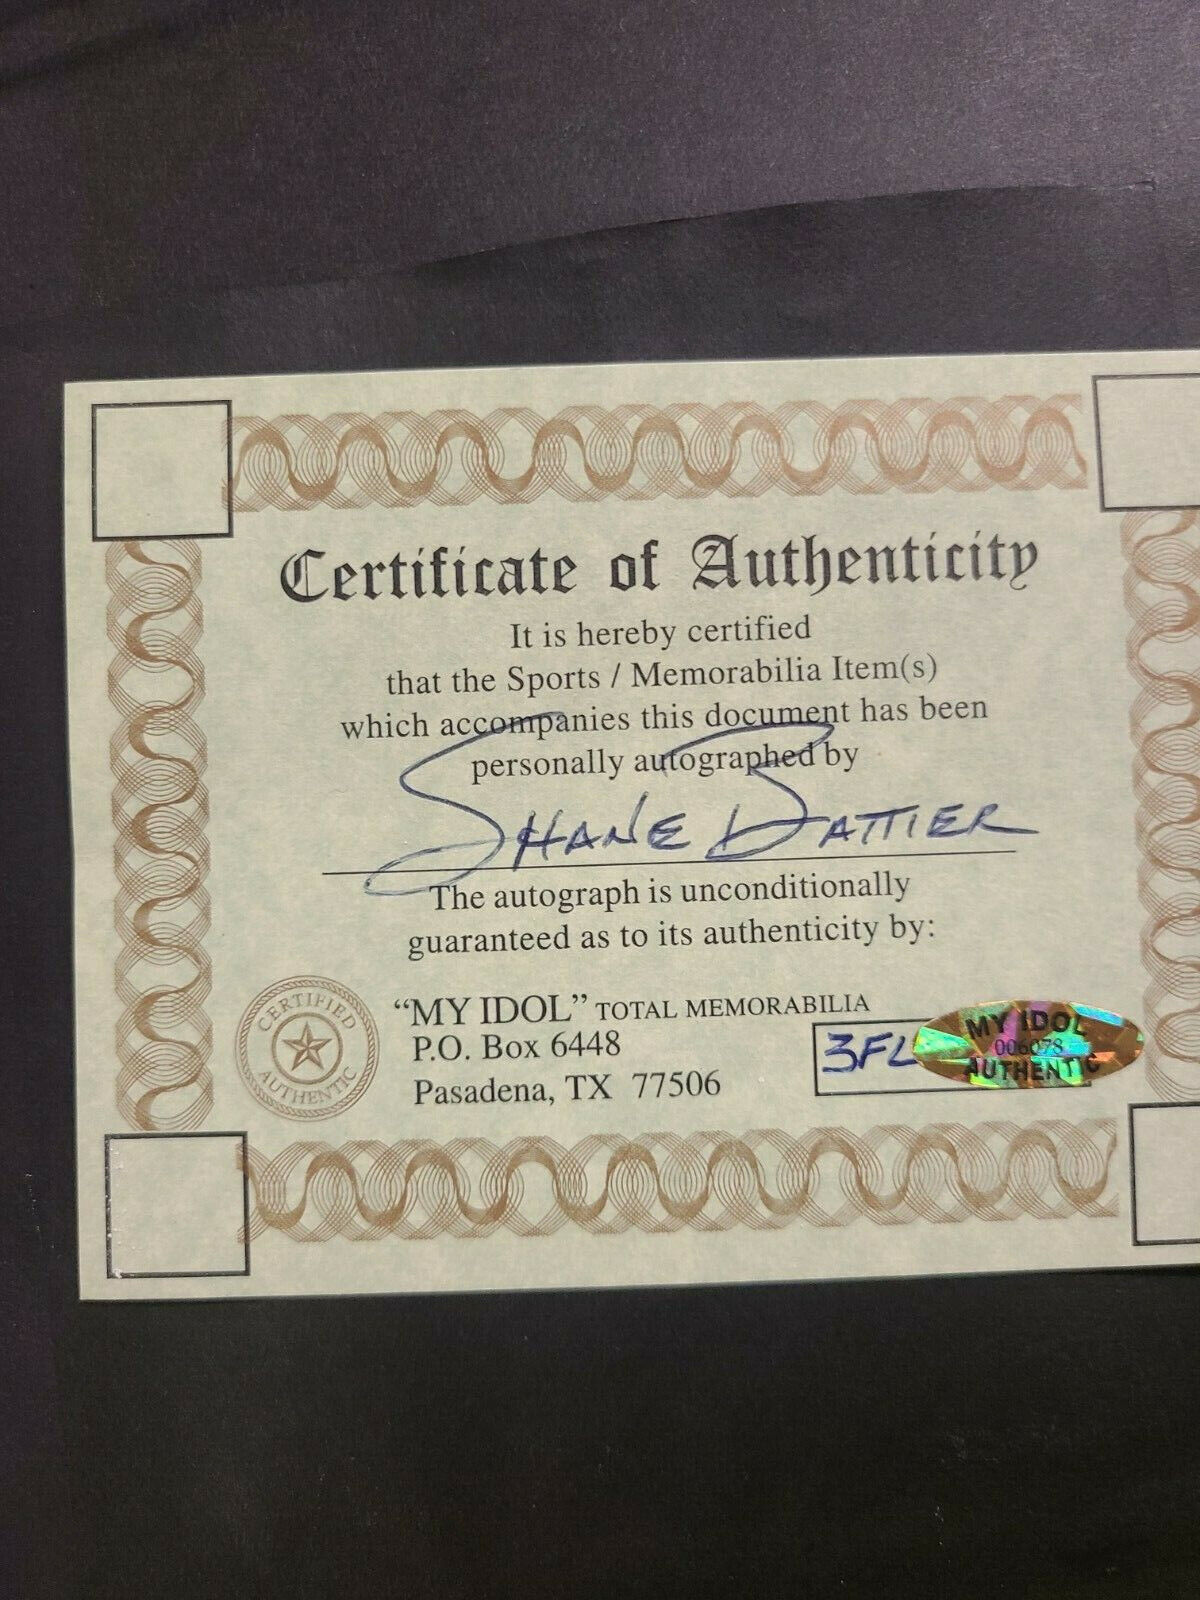 Certificate of Authenticity
It is hereby certified
that the Sports / Memorabilia Item(s)
which accompanies this document has been
personally autographed by
SHANE BATTIER
The autograph is unconditionally
guaranteed as to its authenticity by:
CERTIFIED
AUTHENTIC
"MY IDOL" TOTAL MEMORABILIA
P.O. Box 6448
Pasadena, TX 77506
3FL
MY IDOL
006078
AUTHENTIC